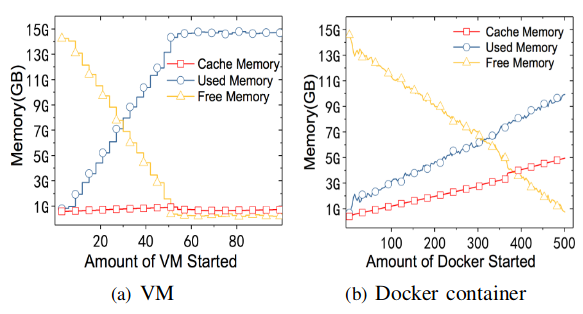 15G
13G
11G
9G
7G
5G
3G
1G
Memory(GB)
Cache Memory
Used Memory
Free Memory
20 40 60 80
Amount of VM Started
(a) VM
15G
13G
11G
9G
7G
5G
3G
1G
Memory(GB)
Cache Memory
Used Memory
Free Memory
100 200 300 400 500
Amount of Docker Started
(b) Docker container